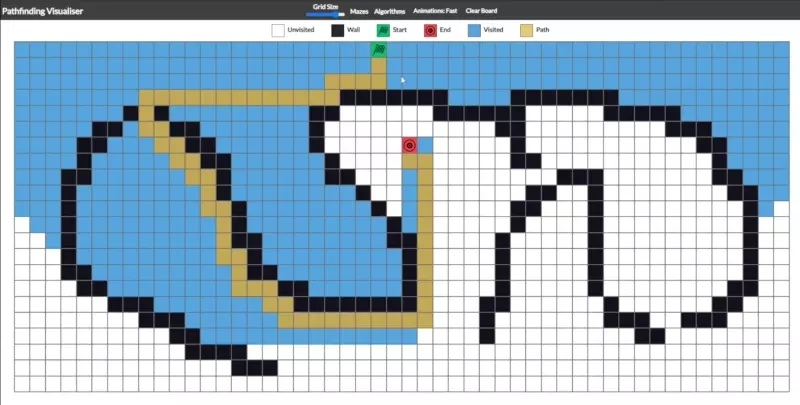 Pathfinding Visualiser
Grid Size
Mazes Algorithms Animations: Fast Clear Board
Unvisited Wall Start End Visited Path